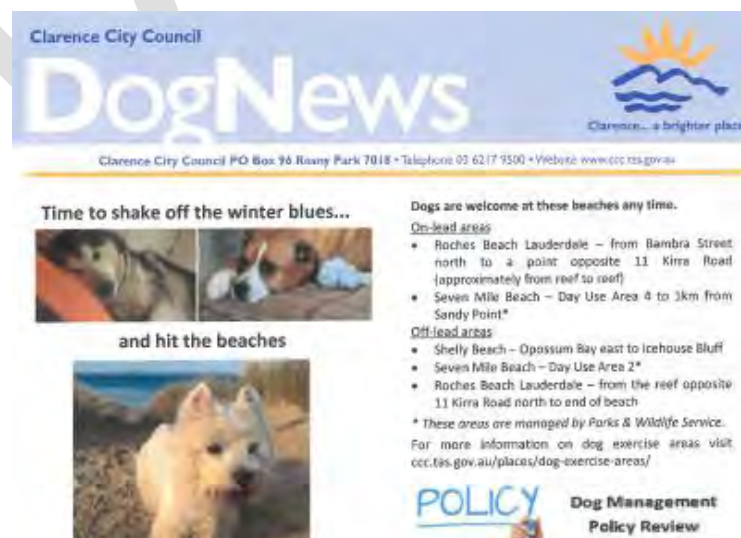 Clarence City Council
DogNews
Clarence... a brighter place
Clarence City Council PO Box 96 Rosny Park 7018 • Telephone 03 6217 9500 • Website www.ccc.tas.gov.au
Time to shake off the winter blues...
and hit the beaches
Dogs are welcome at these beaches any time.
On-lead areas
• Roches Beach Lauderdale – from Bambra Street
north to a point opposite 11 Kirra Road
(approximately from reef to reef)
• Seven Mile Beach – Day Use Area 4 to 1km from
Sandy Point*
Off-lead areas
• Shelly Beach – Opossum Bay east to Icehouse Bluff
• Seven Mile Beach – Day Use Area 2*
• Roches Beach Lauderdale – from the reef opposite
11 Kirra Road north to end of beach
* These areas are managed by Parks & Wildlife Service.
For more information on dog exercise areas visit
ccc.tas.gov.au/places/dog-exercise-areas/
POLICY
Dog Management
Policy Review